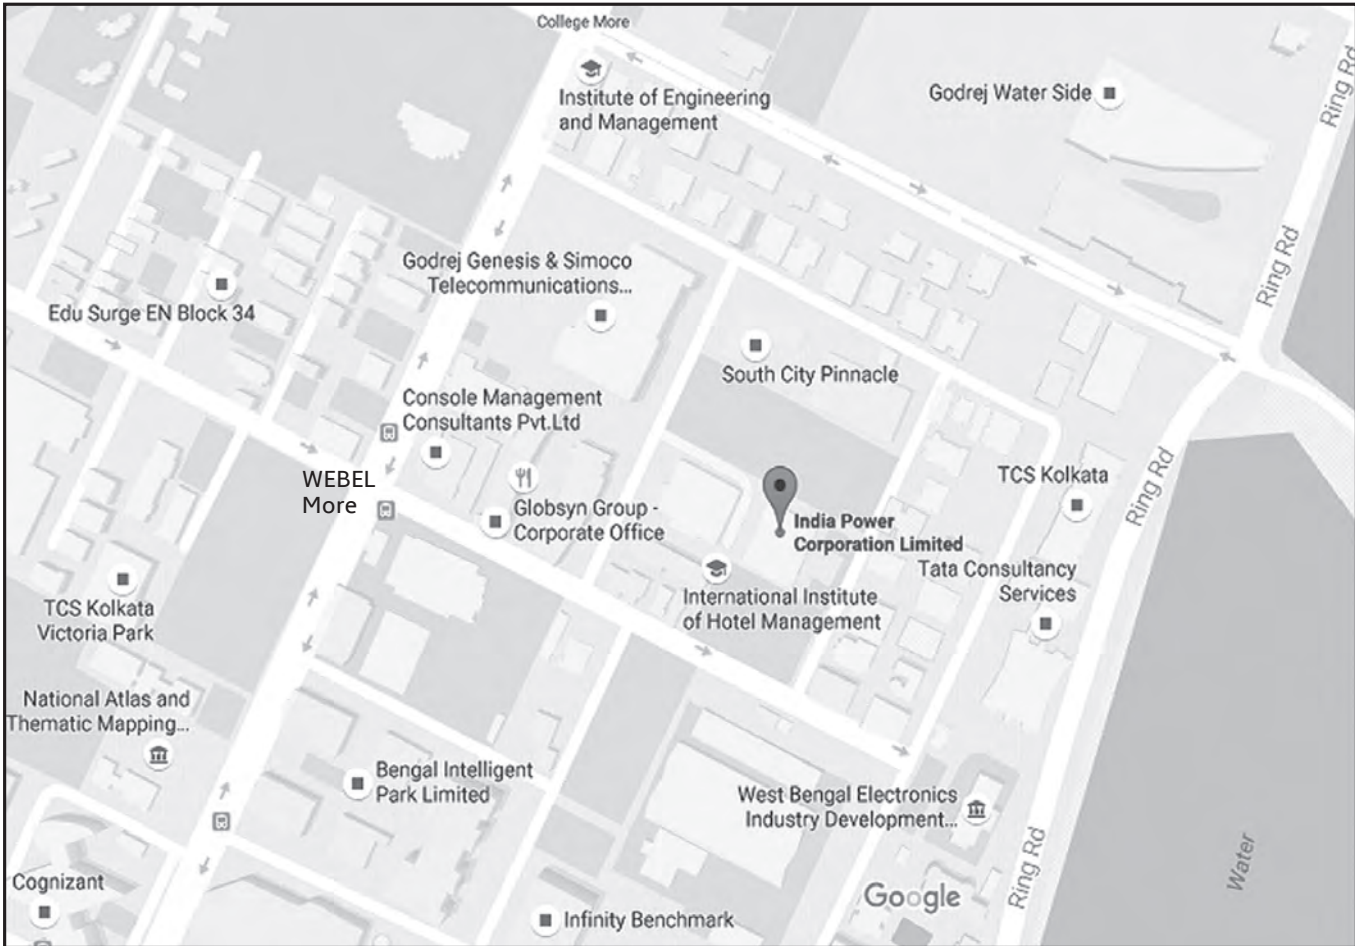 College More
Institute of Engineering
and Management
Godrej Water Side
Ring Rd
Ring Rd
Godrej Genesis & Simoco
Telecommunications...
Edu Surge EN Block 34
South City Pinnacle
Console Management
Consultants Pvt.Ltd
WEBEL
More
TCS Kolkata
Ring Rd
Globsyn Group -
Corporate Office
India Power
Corporation Limited
Tata Consultancy
Services
International Institute
of Hotel Management
TCS Kolkata
Victoria Park
National Atlas and
Thematic Mapping...
Bengal Intelligent
Park Limited
West Bengal Electronics
Industry Development...
Water
Ring Rd
Cognizant
Google
Infinity Benchmark